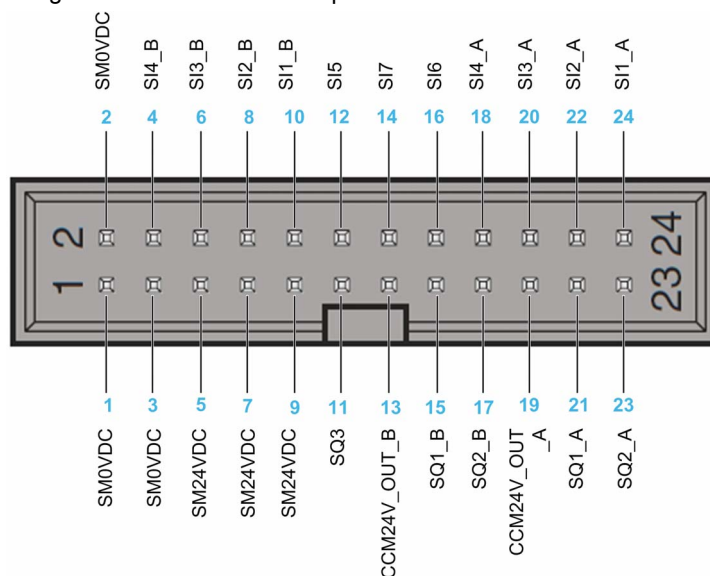 SM0VDC SI4_B SI3_B SI2_B SI1_B SI5 SI7 SI6 SI4_A SI3_A SI2_A SI1_A
2 4 6 8 10 12 14 16 18 20 22 24
2 24
1 23
1 3 5 7 9 11 13 15 17 19 21 23
SM0VDC SM0VDC SM24VDC SM24VDC SM24VDC SQ3 CCM24V_OUT_B SQ1_B SQ2_B CCM24V_OUT
_A SQ1_A SQ2_A